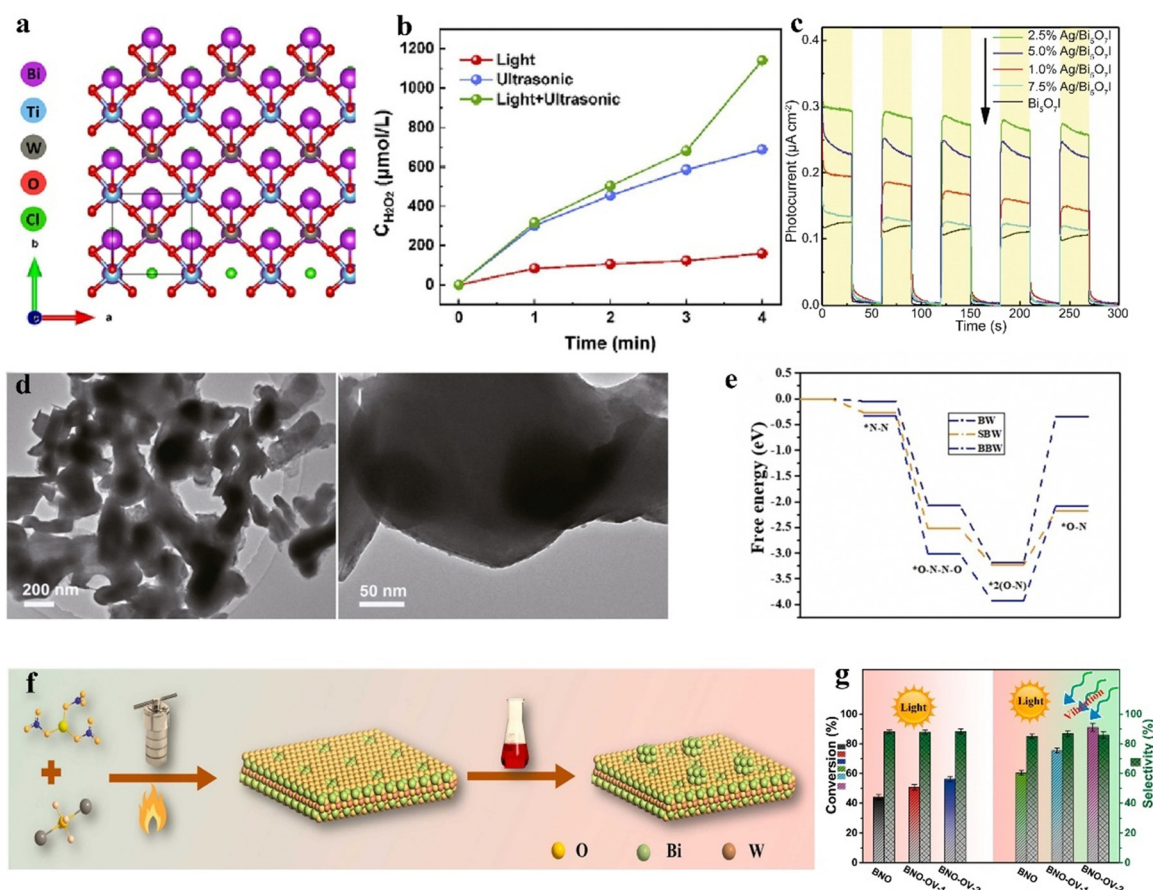 a
Bi
Ti
W
O
Cl
b
a
b
C_H₂O₂ (μmol/L)
1200
1000
800
600
400
200
0
Light
Ultrasonic
Light+Ultrasonic
0 1 2 3 4
Time (min)
c
Photocurrent (μA cm⁻²)
0.4
0.3
0.2
0.1
0.0
2.5% Ag/Bi₅O₇I
5.0% Ag/Bi₅O₇I
1.0% Ag/Bi₅O₇I
7.5% Ag/Bi₅O₇I
Bi₅O₇I
0 50 100 150 200 250 300
Time (s)
d
200 nm
50 nm
e
Free energy (eV)
0.5
0.0
-0.5
-1.0
-1.5
-2.0
-2.5
-3.0
-3.5
-4.0
BW
SBW
BBW
*N-N
*O-N-N-O
*2(O-N)
*O-N
f
O Bi W
g
Conversion (%)
100
80
60
40
20
0
Light
Light
Vibration
100
80
60
40
20
0
Selectivity (%)
BNO BNO-OV-1 BNO-OV-2 BNO BNO-OV-1 BNO-OV-2